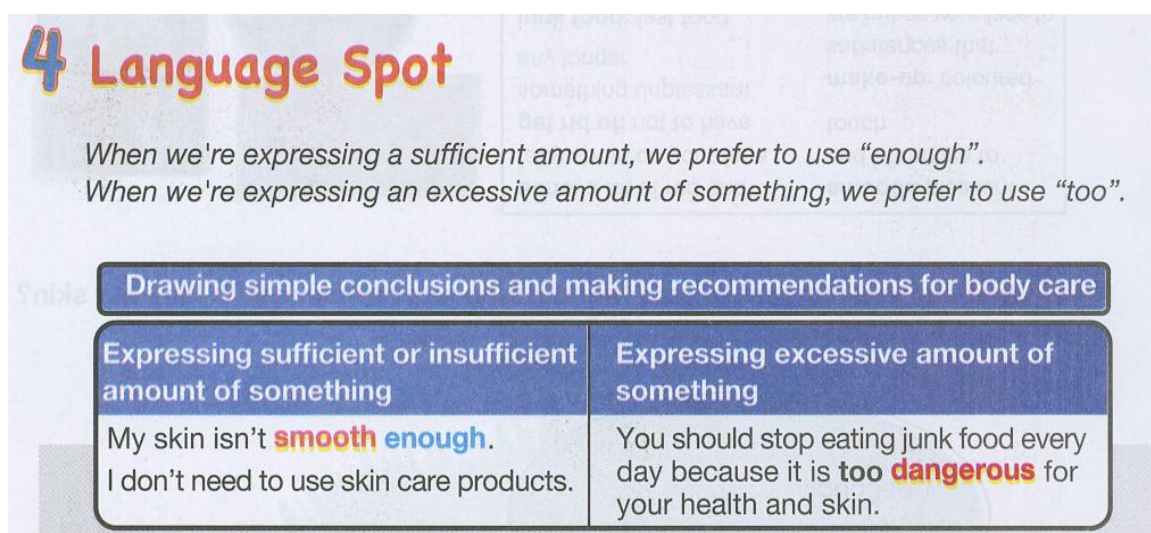 4 Language Spot
When we're expressing a sufficient amount, we prefer to use “enough”.
When we're expressing an excessive amount of something, we prefer to use “too”.
Drawing simple conclusions and making recommendations for body care
Expressing sufficient or insufficient
amount of something
My skin isn't smooth enough.
I don't need to use skin care products.
Expressing excessive amount of
something
You should stop eating junk food every
day because it is too dangerous for
your health and skin.